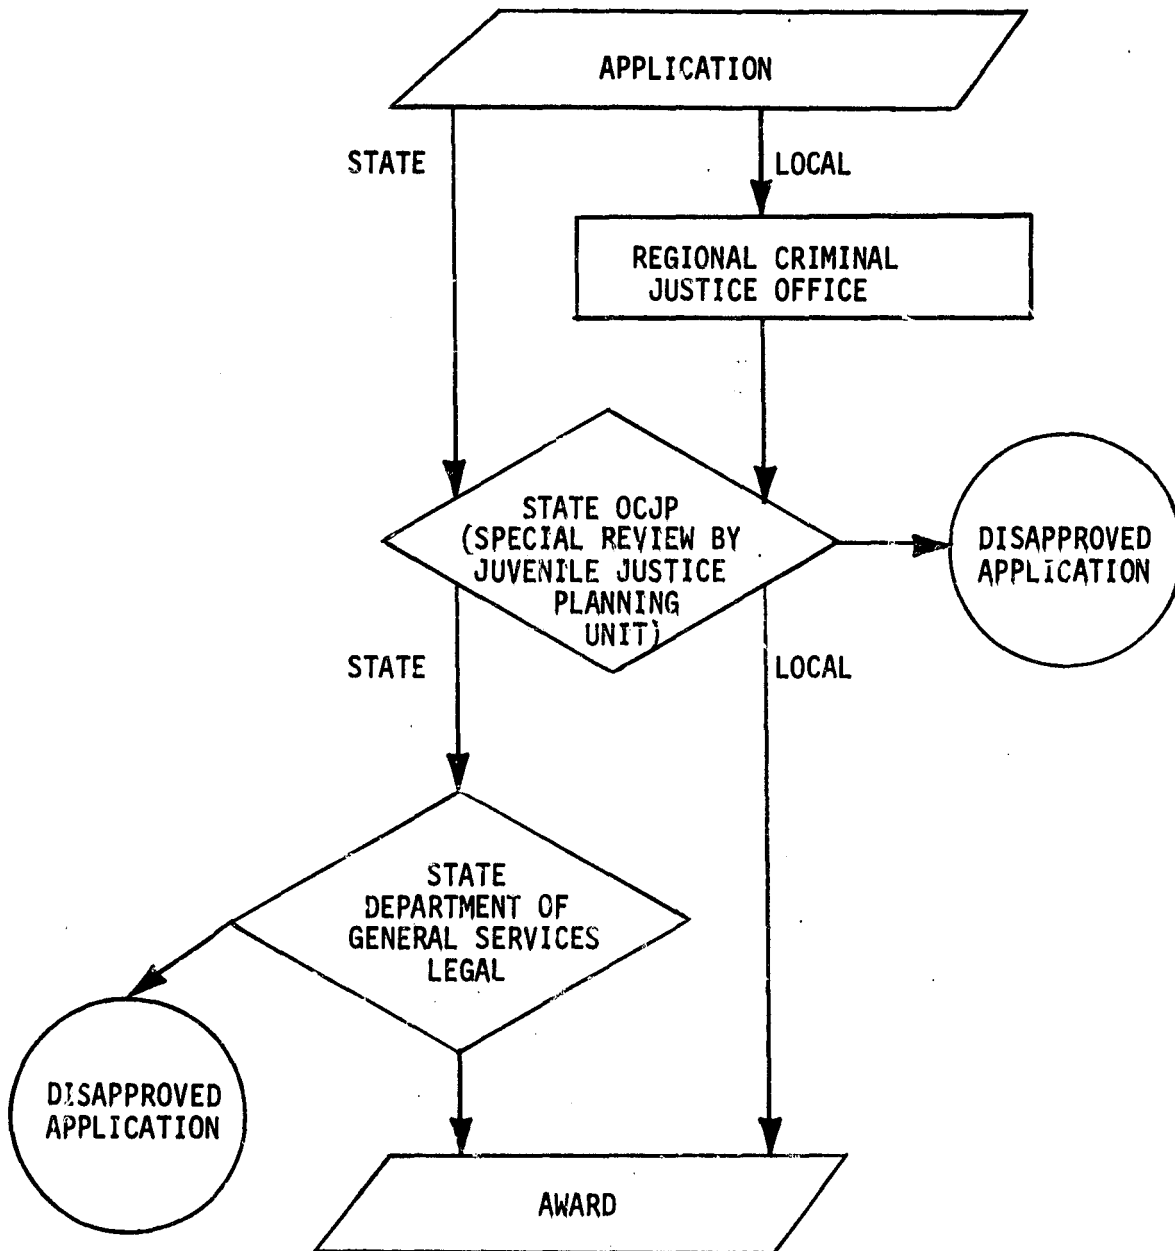 APPLICATION
STATE
LOCAL
REGIONAL CRIMINAL
JUSTICE OFFICE
STATE OCJP
(SPECIAL REVIEW BY
JUVENILE JUSTICE
PLANNING
UNIT)
DISAPPROVED
APPLICATION
STATE
LOCAL
STATE
DEPARTMENT OF
GENERAL SERVICES
LEGAL
DISAPPROVED
APPLICATION
AWARD